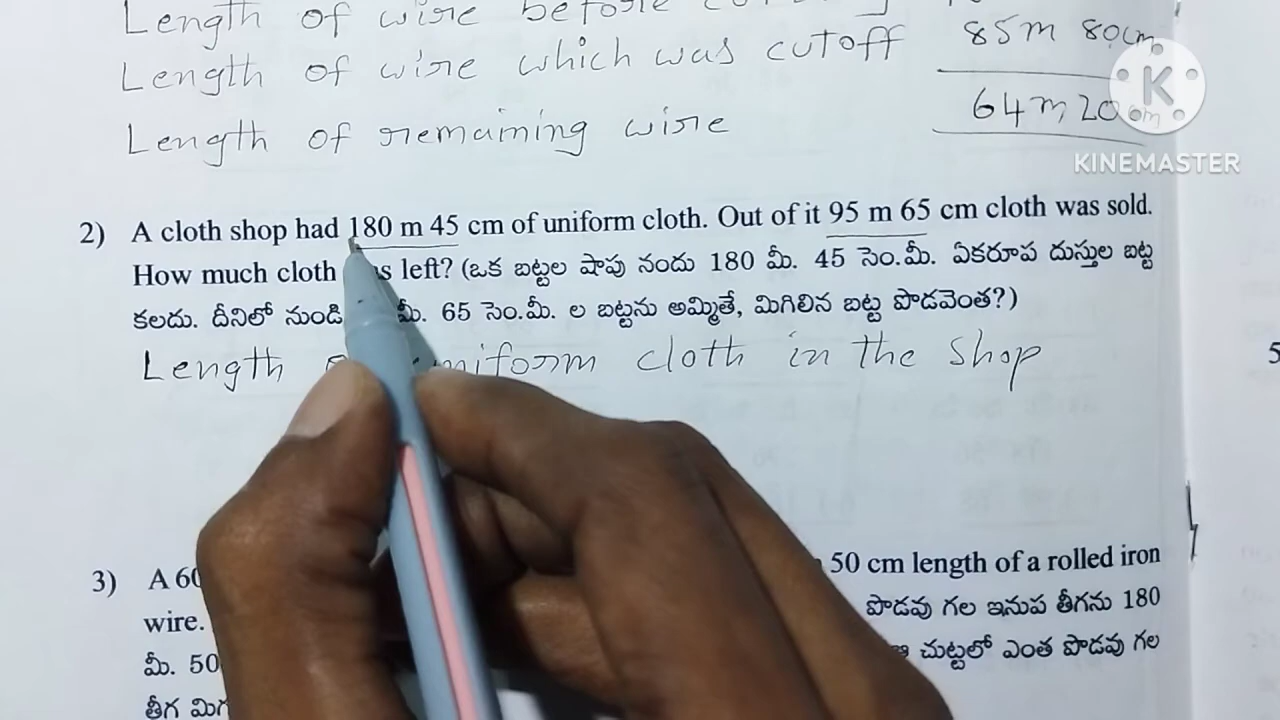 Length of wire before
Length of wire which was cutoff 85m 80cm
Length of remaining wire 64m 20cm
KINEMASTER
2) A cloth shop had 180 m 45 cm of uniform cloth. Out of it 95 m 65 cm cloth was sold.
How much cloth left? (ఒక బట్టల షాపు నందు 180 మీ. 45 సెం.మీ. ఏకరూప దుస్తుల బట్ట
కలదు. దీనిలో నుండి మీ. 65 సెం.మీ. ల బట్టను అమ్మితే, మిగిలిన బట్ట పొడవెంత?)
Length uniform cloth in the shop
3) A 50 cm length of a rolled iron
wire. పొడవు గల ఇనుప తీగను 180
మీ. 50 చుట్టలో ఎంత పొడవు గల
తీగ